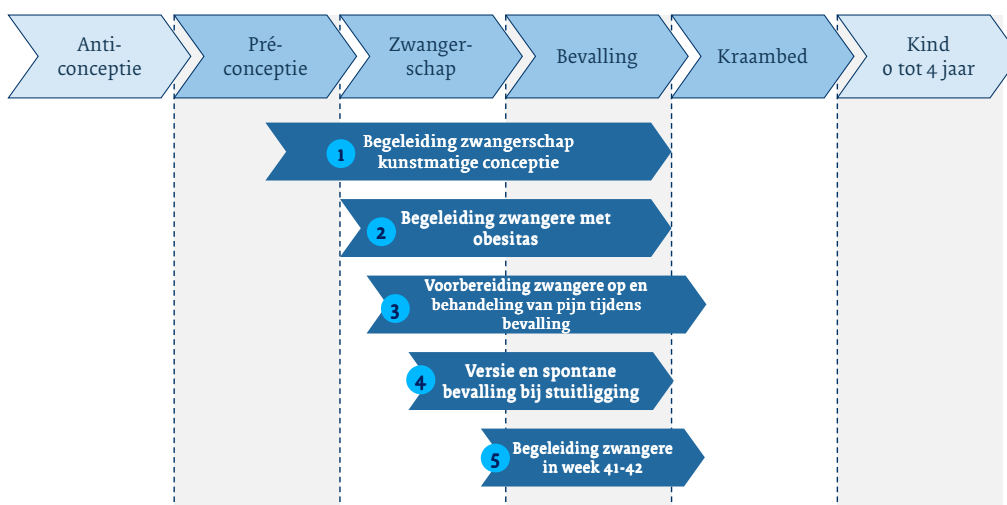 Anti-
conceptie
Pré-
conceptie
Zwanger-
schap
Bevalling
Kraambed
Kind
0 tot 4 jaar
1
Begeleiding zwangerschap
kunstmatige conceptie
2
Begeleiding zwangere met
obesitas
3
Voorbereiding zwangere op en
behandeling van pijn tijdens
bevalling
4
Versie en spontane
bevalling bij stuitligging
5
Begeleiding zwangere
in week 41-42